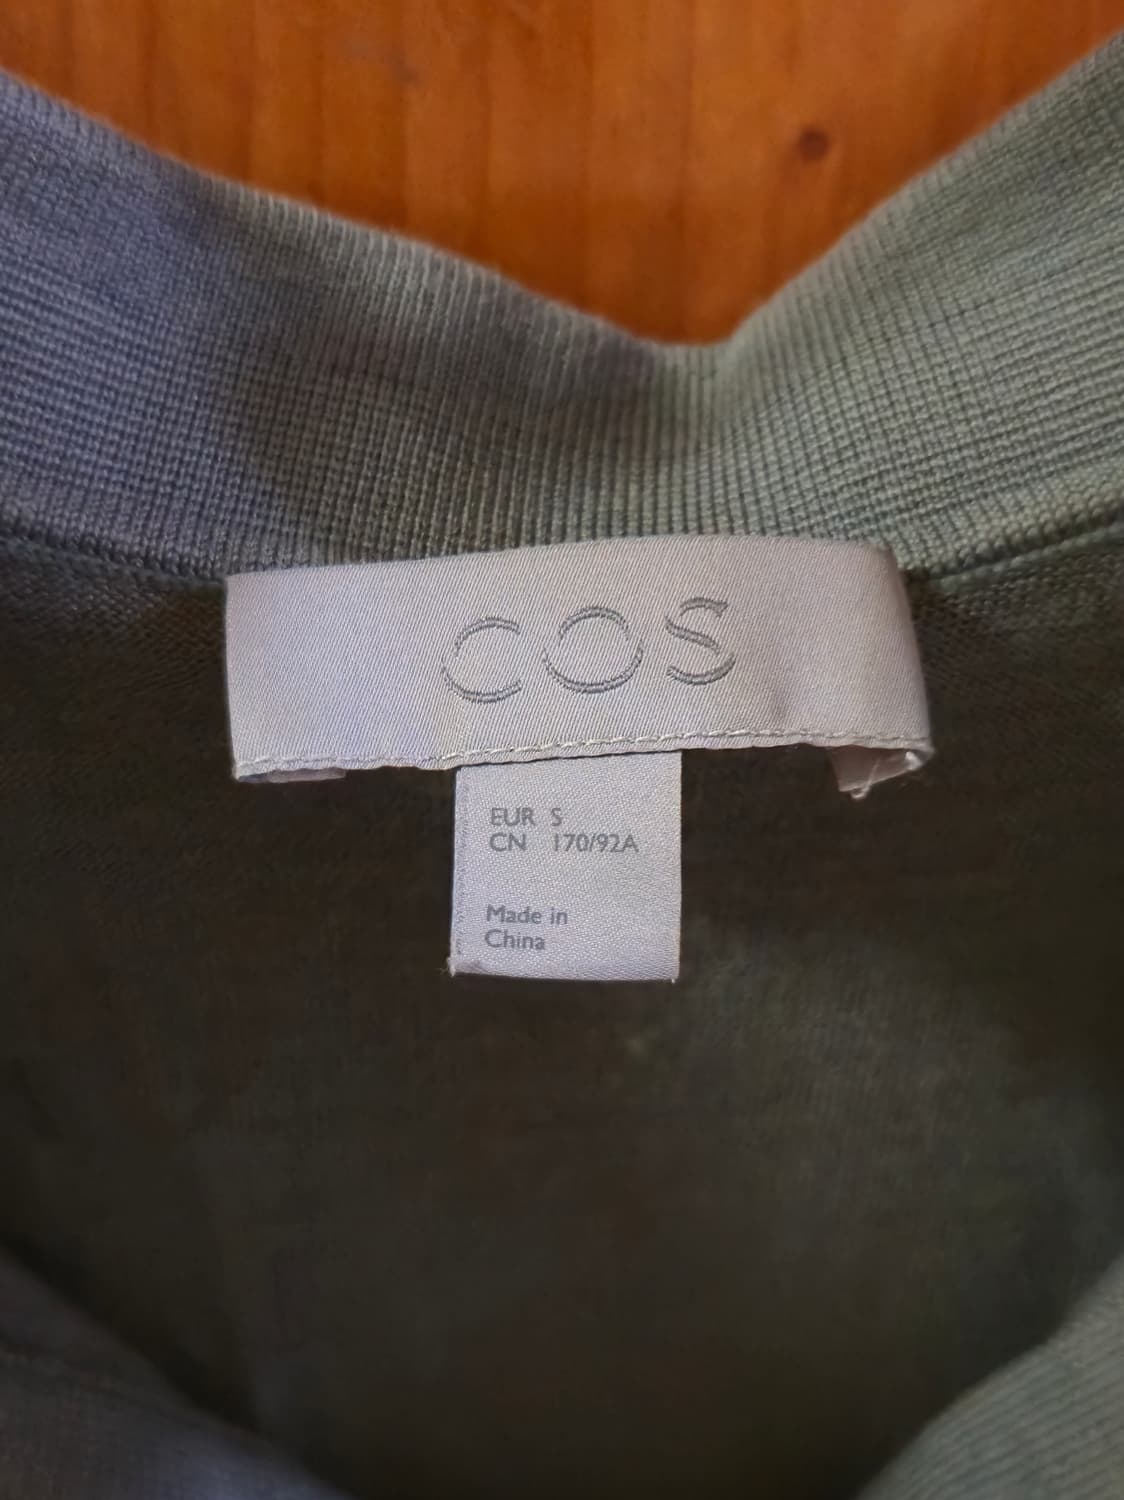 COS
EUR S
CN 170/92A
Made in
China